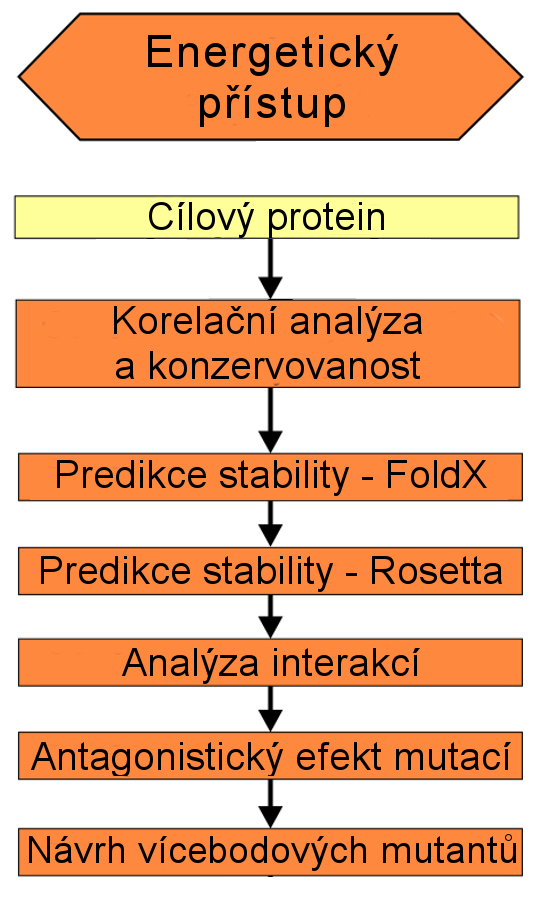 Energetický
přístup
Cílový protein
Korelační analýza
a konzervovanost
Predikce stability - FoldX
Predikce stability - Rosetta
Analýza interakcí
Antagonistický efekt mutací
Návrh vícebodových mutantů